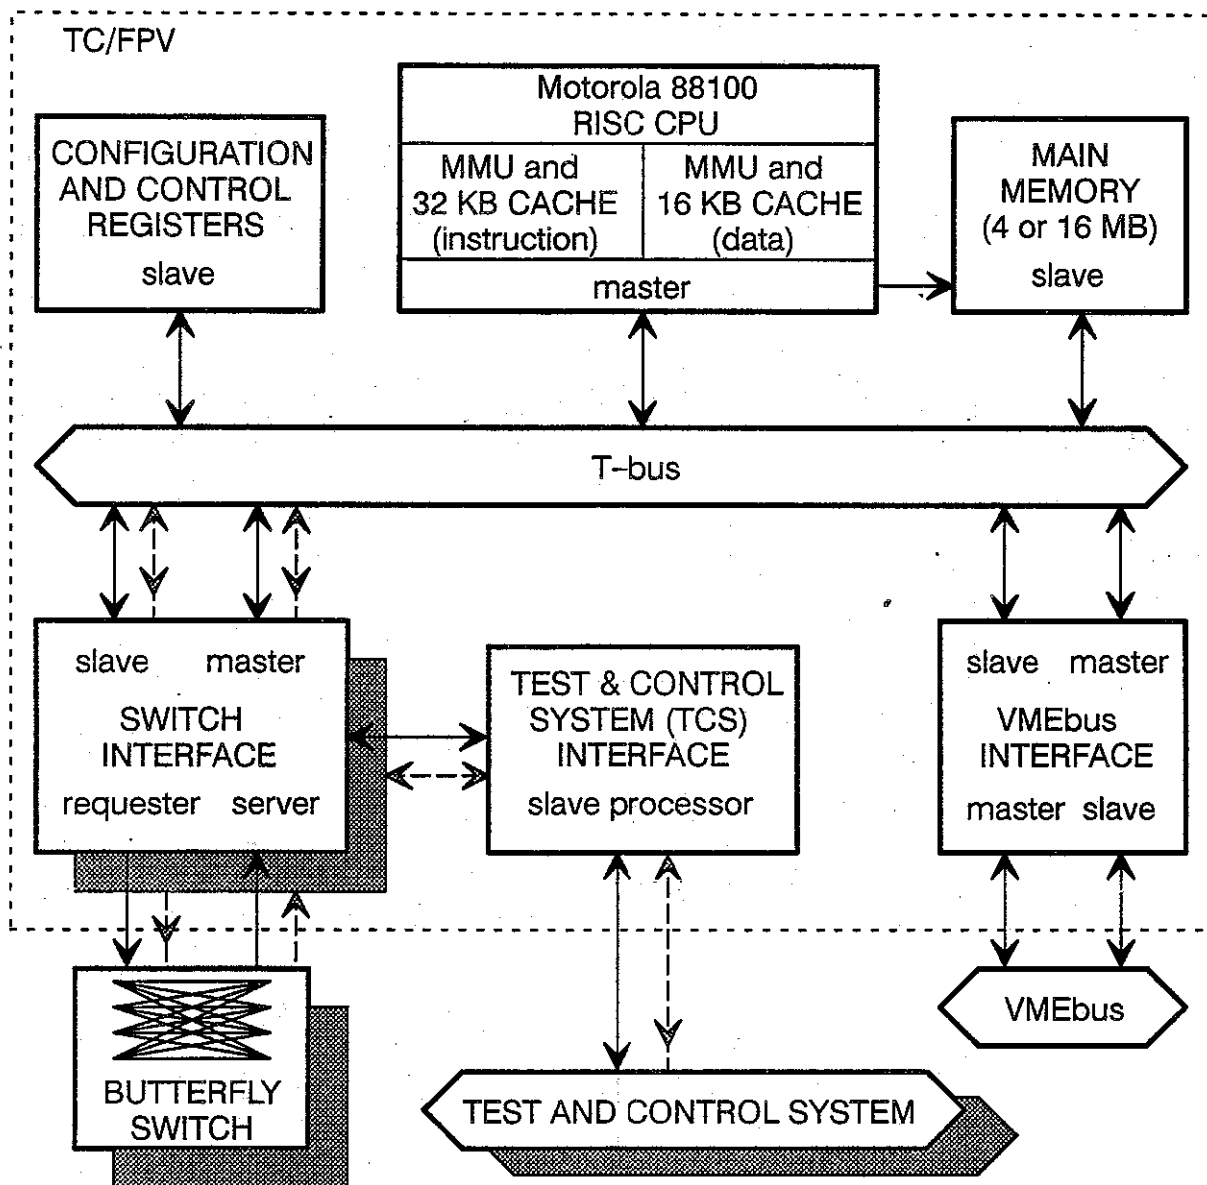 TC/FPV
Motorola 88100
RISC CPU
MMU and
32 KB CACHE
(instruction)
MMU and
16 KB CACHE
(data)
master
CONFIGURATION
AND CONTROL
REGISTERS
slave
MAIN
MEMORY
(4 or 16 MB)
slave
T-bus
slave master
SWITCH
INTERFACE
requester server
TEST & CONTROL
SYSTEM (TCS)
INTERFACE
slave processor
slave master
VMEbus
INTERFACE
master slave
BUTTERFLY
SWITCH
TEST AND CONTROL SYSTEM
VMEbus